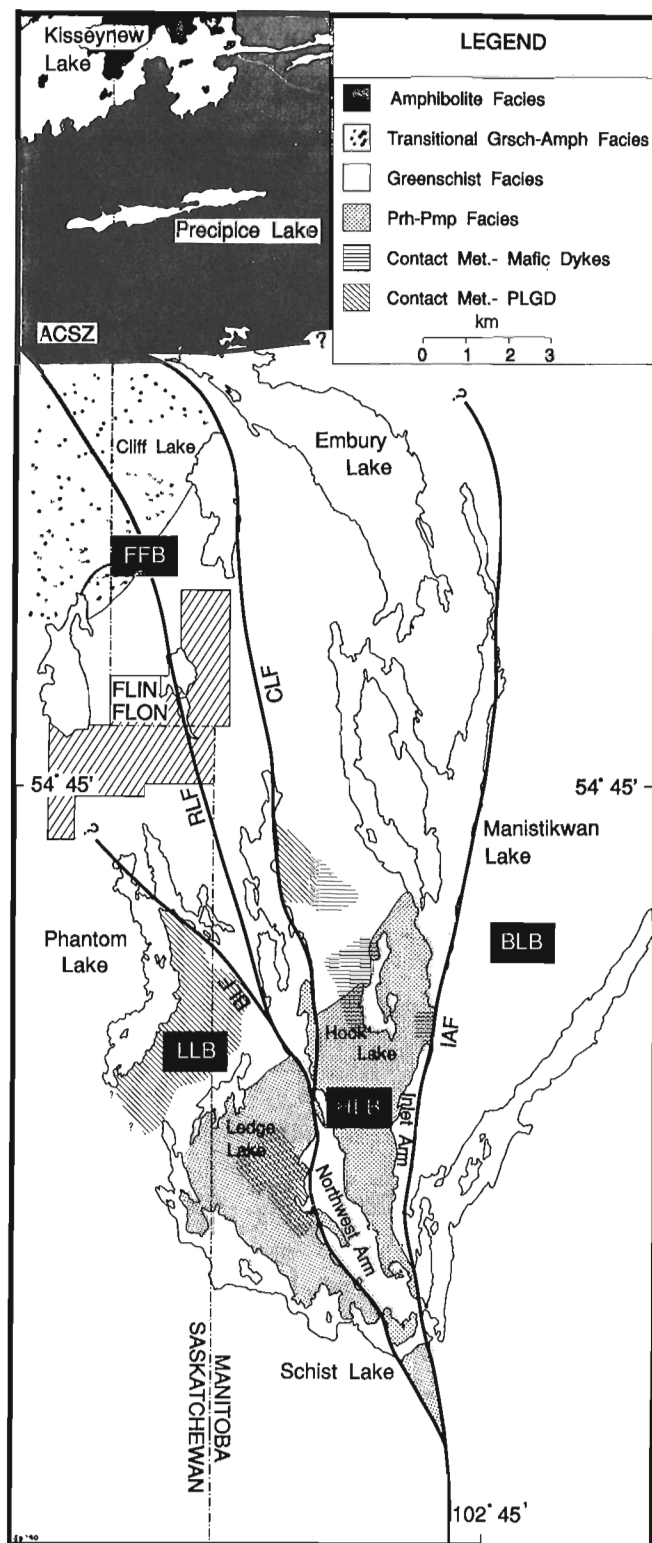 Kisseynew
Lake
LEGEND
Amphibolite Facies
Transitional Grsch-Amph Facies
Greenschist Facies
Prh-Pmp Facies
Contact Met.- Mafic Dykes
Contact Met.- PLGD
km
0 1 2 3
Precipice Lake
ACSZ
?
?
Cliff Lake
Embury
Lake
FFB
CLF
FLIN
FLON
RLF
54° 45'
54° 45'
?
Manistikwan
Lake
Phantom
Lake
BLF
BLB
IAF
Hook
Lake
LLB
HLB
?
?
Ledge
Lake
Inlet Arm
Northwest Arm
Schist Lake
MANITOBA
SASKATCHEWAN
102° 45'